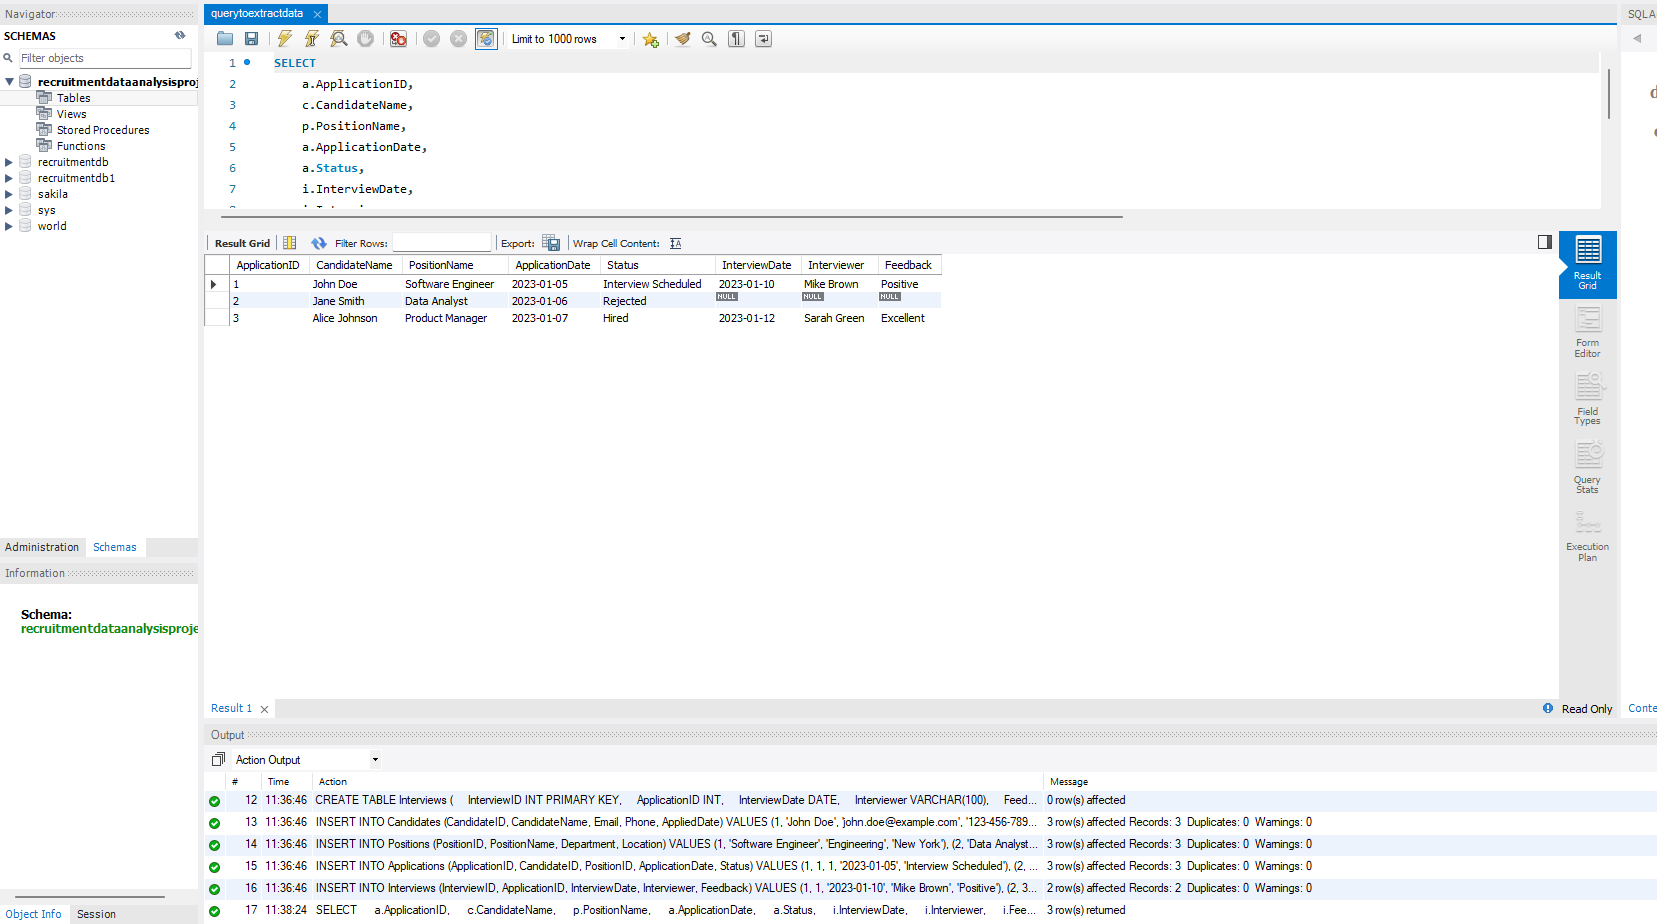 Navigator
SCHEMAS
Filter objects
recruitmentdataanalysisproj
Tables
Views
Stored Procedures
Functions
recruitmentdb
recruitmentdb1
sakila
sys
world
Administration Schemas
Information
Schema:
recruitmentdataanalysisproje
Object Info Session
querytoextractdata
Limit to 1000 rows
1 SELECT
2 a.ApplicationID,
3 c.CandidateName,
4 p.PositionName,
5 a.ApplicationDate,
6 a.Status,
7 i.InterviewDate,
Result Grid Filter Rows: Export: Wrap Cell Content:
ApplicationID CandidateName PositionName ApplicationDate Status InterviewDate Interviewer Feedback
1 John Doe Software Engineer 2023-01-05 Interview Scheduled 2023-01-10 Mike Brown Positive
2 Jane Smith Data Analyst 2023-01-06 Rejected NULL NULL NULL
3 Alice Johnson Product Manager 2023-01-07 Hired 2023-01-12 Sarah Green Excellent
Result Grid
Form Editor
Field Types
Query Stats
Execution Plan
Result 1
Read Only
Output
Action Output
# Time Action Message
12 11:36:46 CREATE TABLE Interviews ( InterviewID INT PRIMARY KEY, ApplicationID INT, InterviewDate DATE, Interviewer VARCHAR(100), Feed... 0 row(s) affected
13 11:36:46 INSERT INTO Candidates (CandidateID, CandidateName, Email, Phone, AppliedDate) VALUES (1, 'John Doe', 'john.doe@example.com', '123-456-789... 3 row(s) affected Records: 3 Duplicates: 0 Warnings: 0
14 11:36:46 INSERT INTO Positions (PositionID, PositionName, Department, Location) VALUES (1, 'Software Engineer', 'Engineering', 'New York'), (2, 'Data Analyst... 3 row(s) affected Records: 3 Duplicates: 0 Warnings: 0
15 11:36:46 INSERT INTO Applications (ApplicationID, CandidateID, PositionID, ApplicationDate, Status) VALUES (1, 1, 1, '2023-01-05', 'Interview Scheduled'), (2, ... 3 row(s) affected Records: 3 Duplicates: 0 Warnings: 0
16 11:36:46 INSERT INTO Interviews (InterviewID, ApplicationID, InterviewDate, Interviewer, Feedback) VALUES (1, 1, '2023-01-10', 'Mike Brown', 'Positive'), (2, 3... 2 row(s) affected Records: 2 Duplicates: 0 Warnings: 0
17 11:38:24 SELECT a.ApplicationID, c.CandidateName, p.PositionName, a.ApplicationDate, a.Status, i.InterviewDate, i.Interviewer, i.Fee... 3 row(s) returned
SQLA
Conte